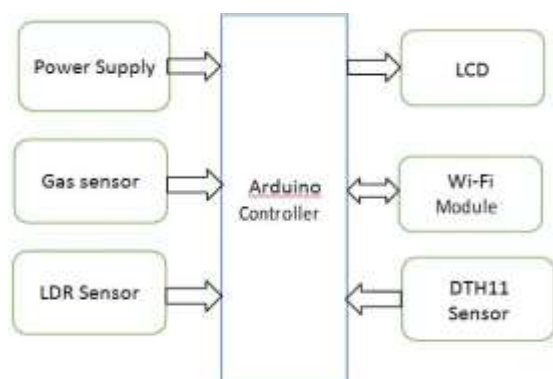 Power Supply
Gas sensor
LDR Sensor
Arduino
Controller
LCD
Wi-Fi
Module
DTH11
Sensor